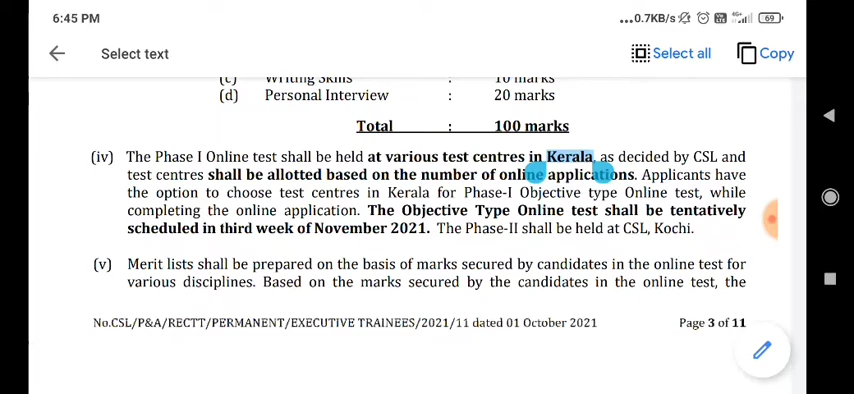 6:45 PM
...0.7KB/s
4G+
69
Select text
Select all
Copy
(c) Writing Skills : 10 marks
(d) Personal Interview : 20 marks
Total : 100 marks
(iv) The Phase I Online test shall be held at various test centres in Kerala, as decided by CSL and
test centres shall be allotted based on the number of online applications. Applicants have
the option to choose test centres in Kerala for Phase-I Objective type Online test, while
completing the online application. The Objective Type Online test shall be tentatively
scheduled in third week of November 2021. The Phase-II shall be held at CSL, Kochi.
(v) Merit lists shall be prepared on the basis of marks secured by candidates in the online test for
various disciplines. Based on the marks secured by the candidates in the online test, the
No.CSL/P&A/RECTT/PERMANENT/EXECUTIVE TRAINEES/2021/11 dated 01 October 2021
Page 3 of 11